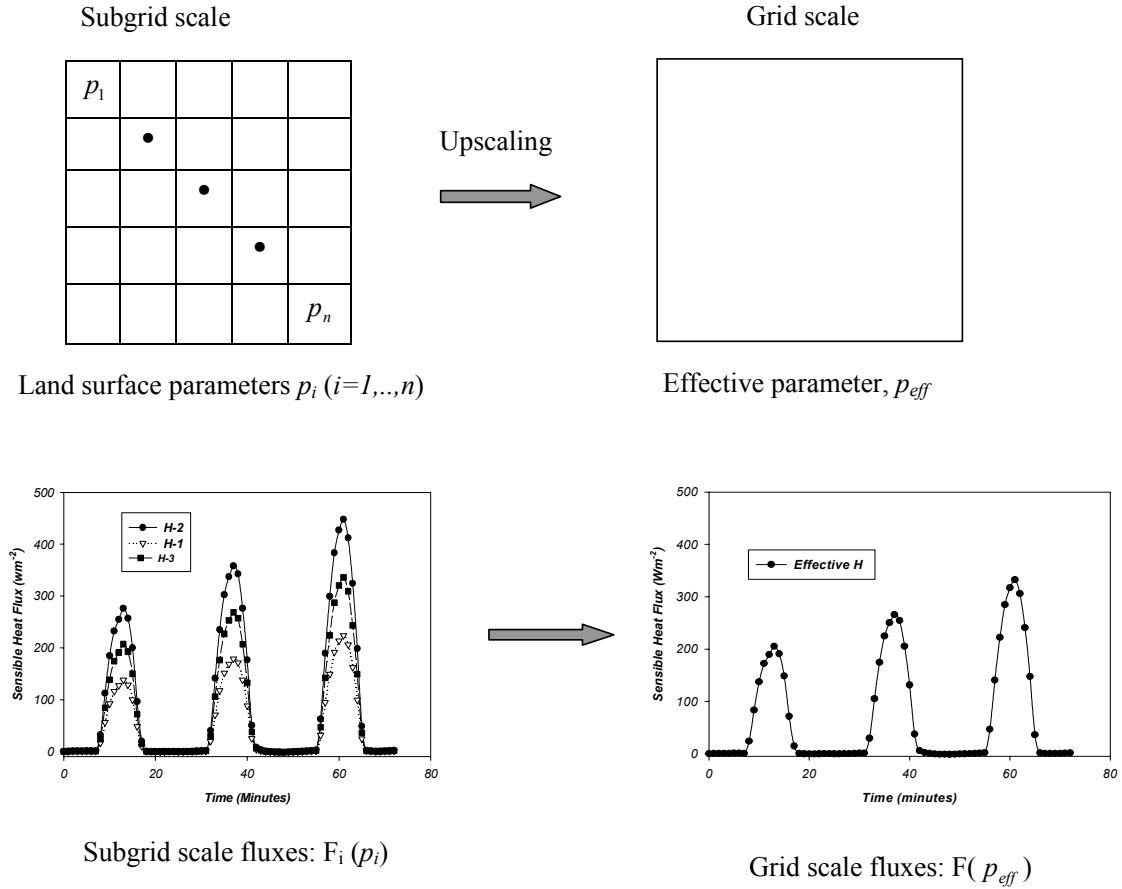 Subgrid scale
Grid scale
p1
pn
Upscaling
Land surface parameters pi (i=1,..,n)
Effective parameter, peff
500
400
300
200
100
0
0
20
40
60
80
Sensible Heat Flux (wm-2)
Time (Minutes)
H-2
H-1
H-3
500
400
300
200
100
0
0
20
40
60
80
Sensible Heat Flux (Wm-2)
Time (minutes)
Effective H
Subgrid scale fluxes: Fi (pi)
Grid scale fluxes: F( peff )